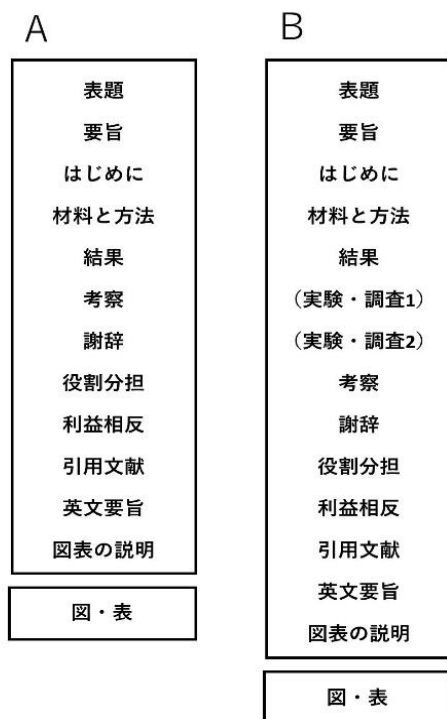 A
表題
要旨
はじめに
材料と方法
結果
考察
謝辞
役割分担
利益相反
引用文献
英文要旨
図表の説明
図・表
B
表題
要旨
はじめに
材料と方法
結果
（実験・調査1）
（実験・調査2）
考察
謝辞
役割分担
利益相反
引用文献
英文要旨
図表の説明
図・表